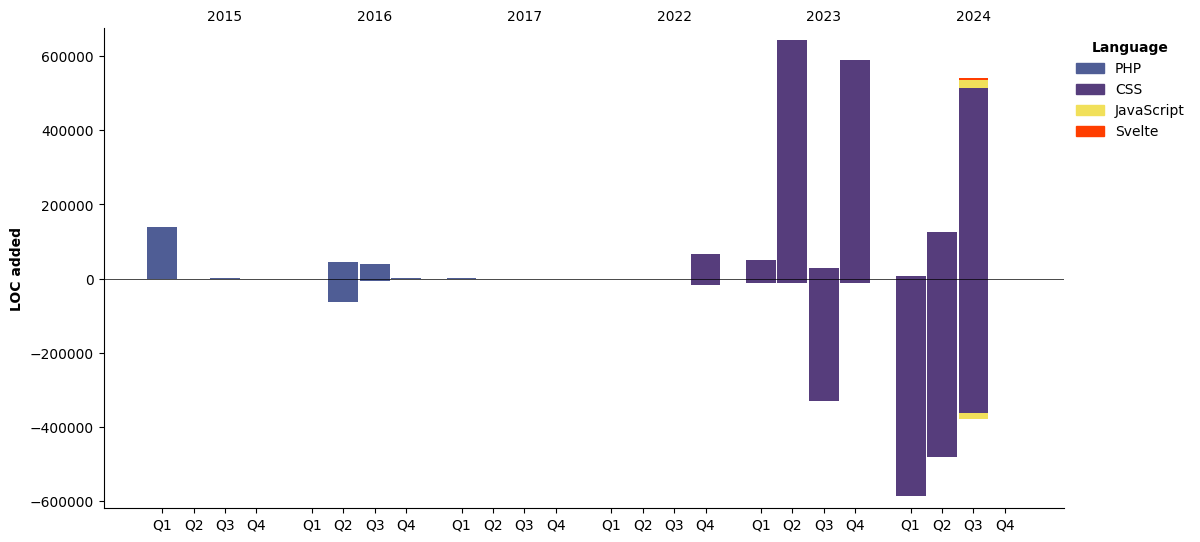 2015 2016 2017 2022 2023 2024
Language
PHP
CSS
JavaScript
Svelte
LOC added
600000
400000
200000
0
−200000
−400000
−600000
Q1 Q2 Q3 Q4 Q1 Q2 Q3 Q4 Q1 Q2 Q3 Q4 Q1 Q2 Q3 Q4 Q1 Q2 Q3 Q4 Q1 Q2 Q3 Q4